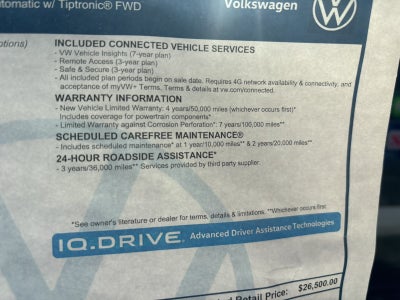 omatic w/ Tiptronic® FWD
Volkswagen
ptions)
INCLUDED CONNECTED VEHICLE SERVICES
- VW Vehicle Insights (7-year plan)
- Remote Access (3-year plan)
- Safe & Secure (3-year plan)
- All included plan periods begin on sale date. Requires 4G network availability & connectivity, and
acceptance of myVW+ Terms. Terms & details at vw.com/connected.
WARRANTY INFORMATION
- New Vehicle Limited Warranty: 4 years/50,000 miles (whichever occurs first)*
Includes coverage for powertrain components*
- Limited Warranty against Corrosion Perforation*: 7 years/100,000 miles**
SCHEDULED CAREFREE MAINTENANCE®
- Includes scheduled maintenance* at 1 year/10,000 miles** & 2 years/20,000 miles**
24-HOUR ROADSIDE ASSISTANCE*
- 3 years/36,000 miles** Services provided by third party supplier.
*See owner's literature or dealer for terms, details & limitations. **Whichever occurs first
IQ.DRIVE® Advanced Driver Assistance Technologies
Retail Price: $26,500.00